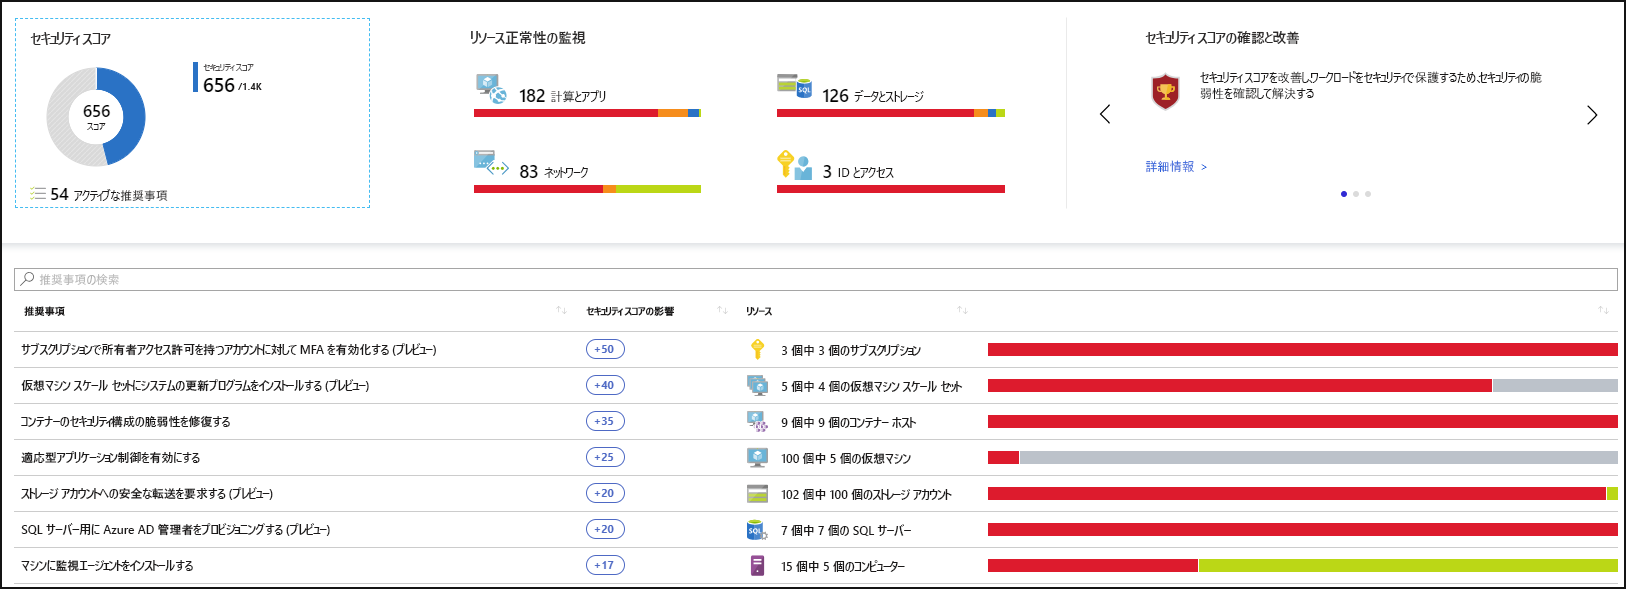 セキュリティスコア
656
スコア
セキュリティスコア
656 /1.4K
54 アクティブな推奨事項
リソース正常性の監視
182 計算とアプリ
126 データとストレージ
SQL
83 ネットワーク
3 ID とアクセス
セキュリティスコアの確認と改善
セキュリティスコアを改善しワークロードをセキュリティで保護するため､セキュリティの脆
弱性を確認して解決する
詳細情報 >
推奨事項の検索
推奨事項 セキュリティスコアの影響 リソース
サブスクリプションで所有者アクセス許可を持つアカウントに対して MFA を有効化する (プレビュー) +50 3 個中 3 個のサブスクリプション
仮想マシン スケール セットにシステムの更新プログラムをインストールする (プレビュー) +40 5 個中 4 個の仮想マシン スケール セット
コンテナーのセキュリティ構成の脆弱性を修復する +35 9 個中 9 個のコンテナー ホスト
適応型アプリケーション制御を有効にする +25 100 個中 5 個の仮想マシン
ストレージ アカウントへの安全な転送を要求する (プレビュー) +20 102 個中 100 個のストレージ アカウント
SQL サーバー用に Azure AD 管理者をプロビジョニングする (プレビュー) +20 SQL 7 個中 7 個の SQL サーバー
マシンに監視エージェントをインストールする +17 15 個中 5 個のコンピューター